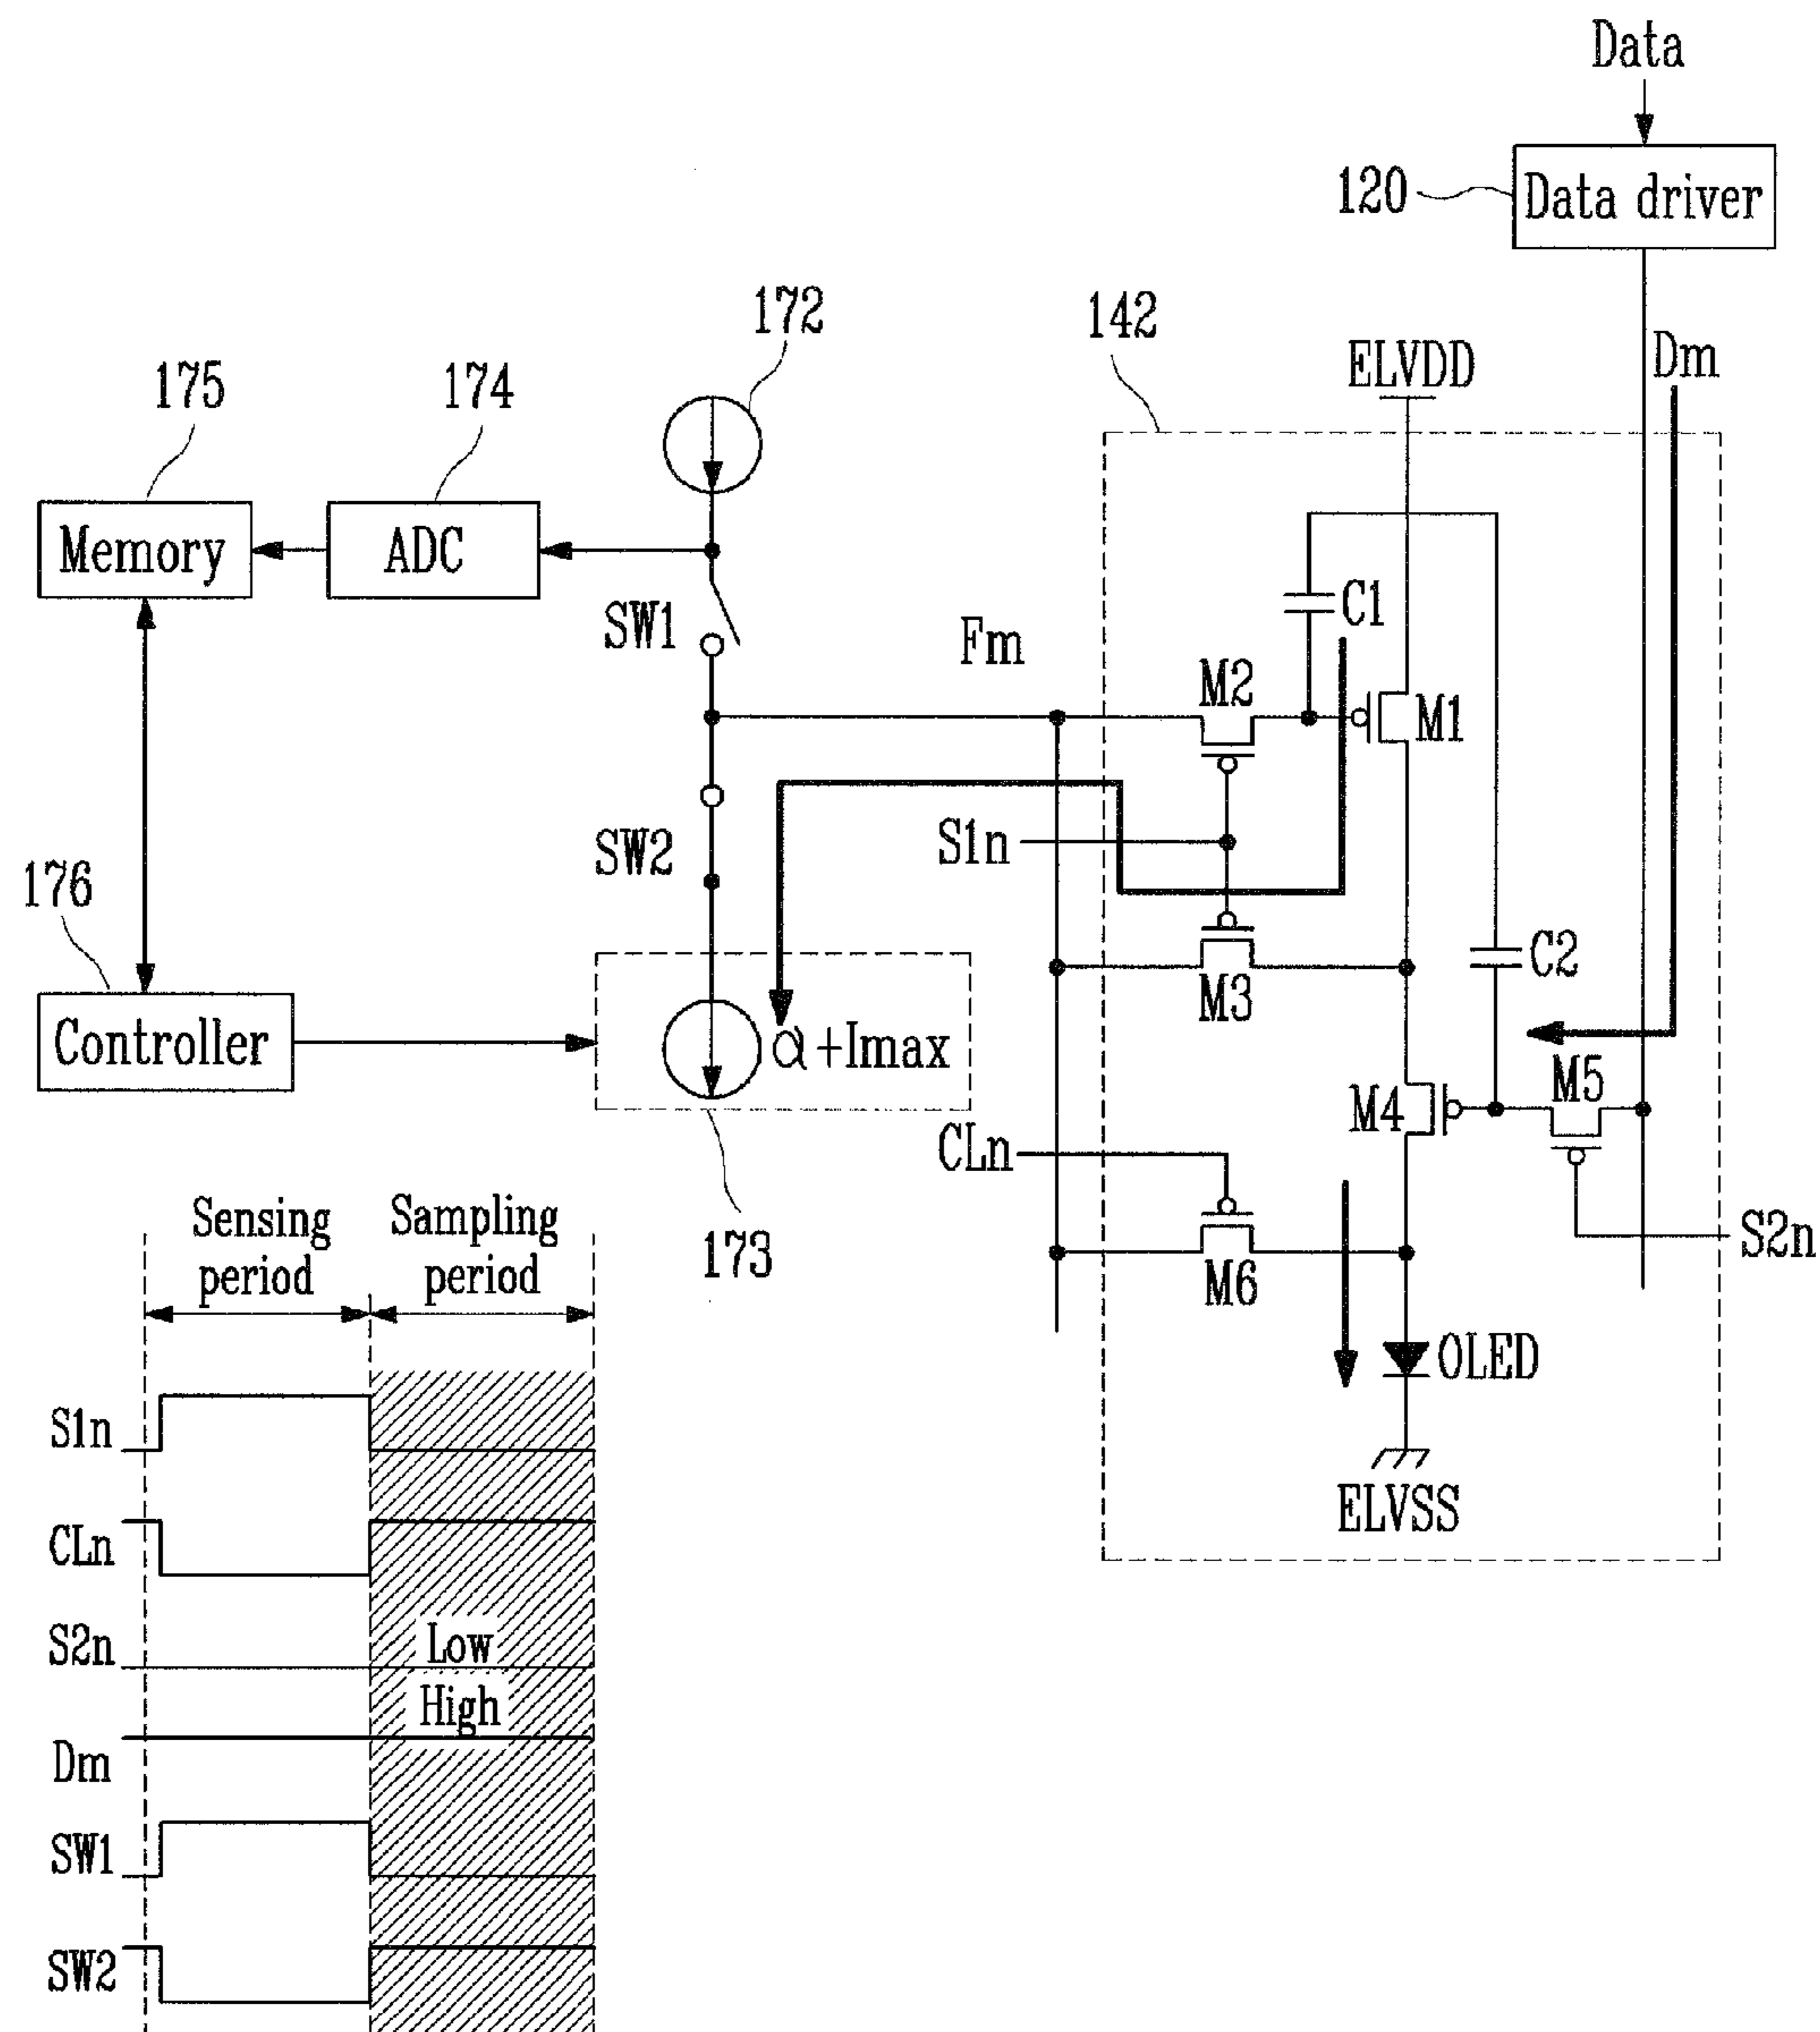 Data
120
Data driver
172
142
175
174
ELVDD
Dm
Memory
ADC
SW1
C1
Fm
M2
M1
SW2
S1n
176
C2
M3
Controller
α+Imax
M5
M4
CLn
173
S2n
M6
OLED
ELVSS
Sensing
period
Sampling
period
S1n
CLn
S2n
Low
High
Dm
SW1
SW2